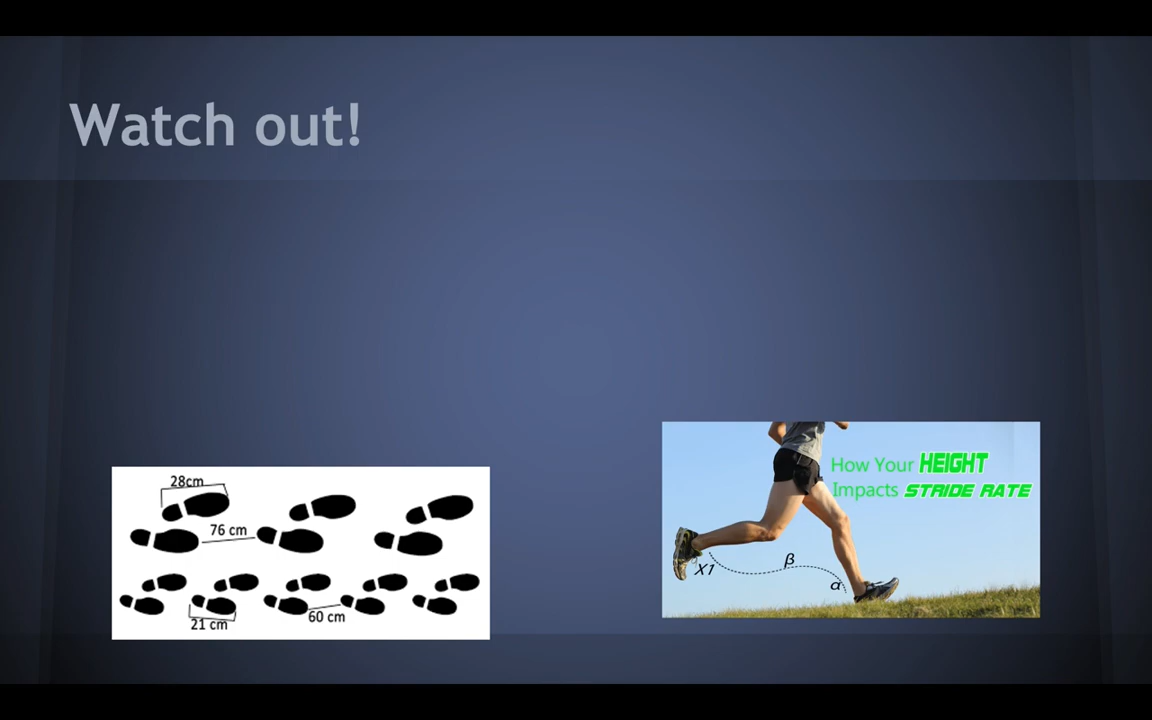 Watch out!
28cm
76 cm
21 cm
60 cm
How Your HEIGHT
Impacts STRIDE RATE
X1
β
α